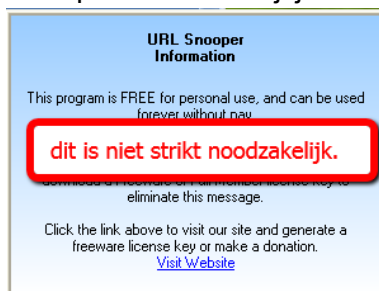 URL Snooper
Information
This program is FREE for personal use, and can be used
forever without pay
dit is niet strikt noodzakelijk.
download a Freeware or Full Member license key to
eliminate this message.
Click the link above to visit our site and generate a
freeware license key or make a donation.
Visit Website